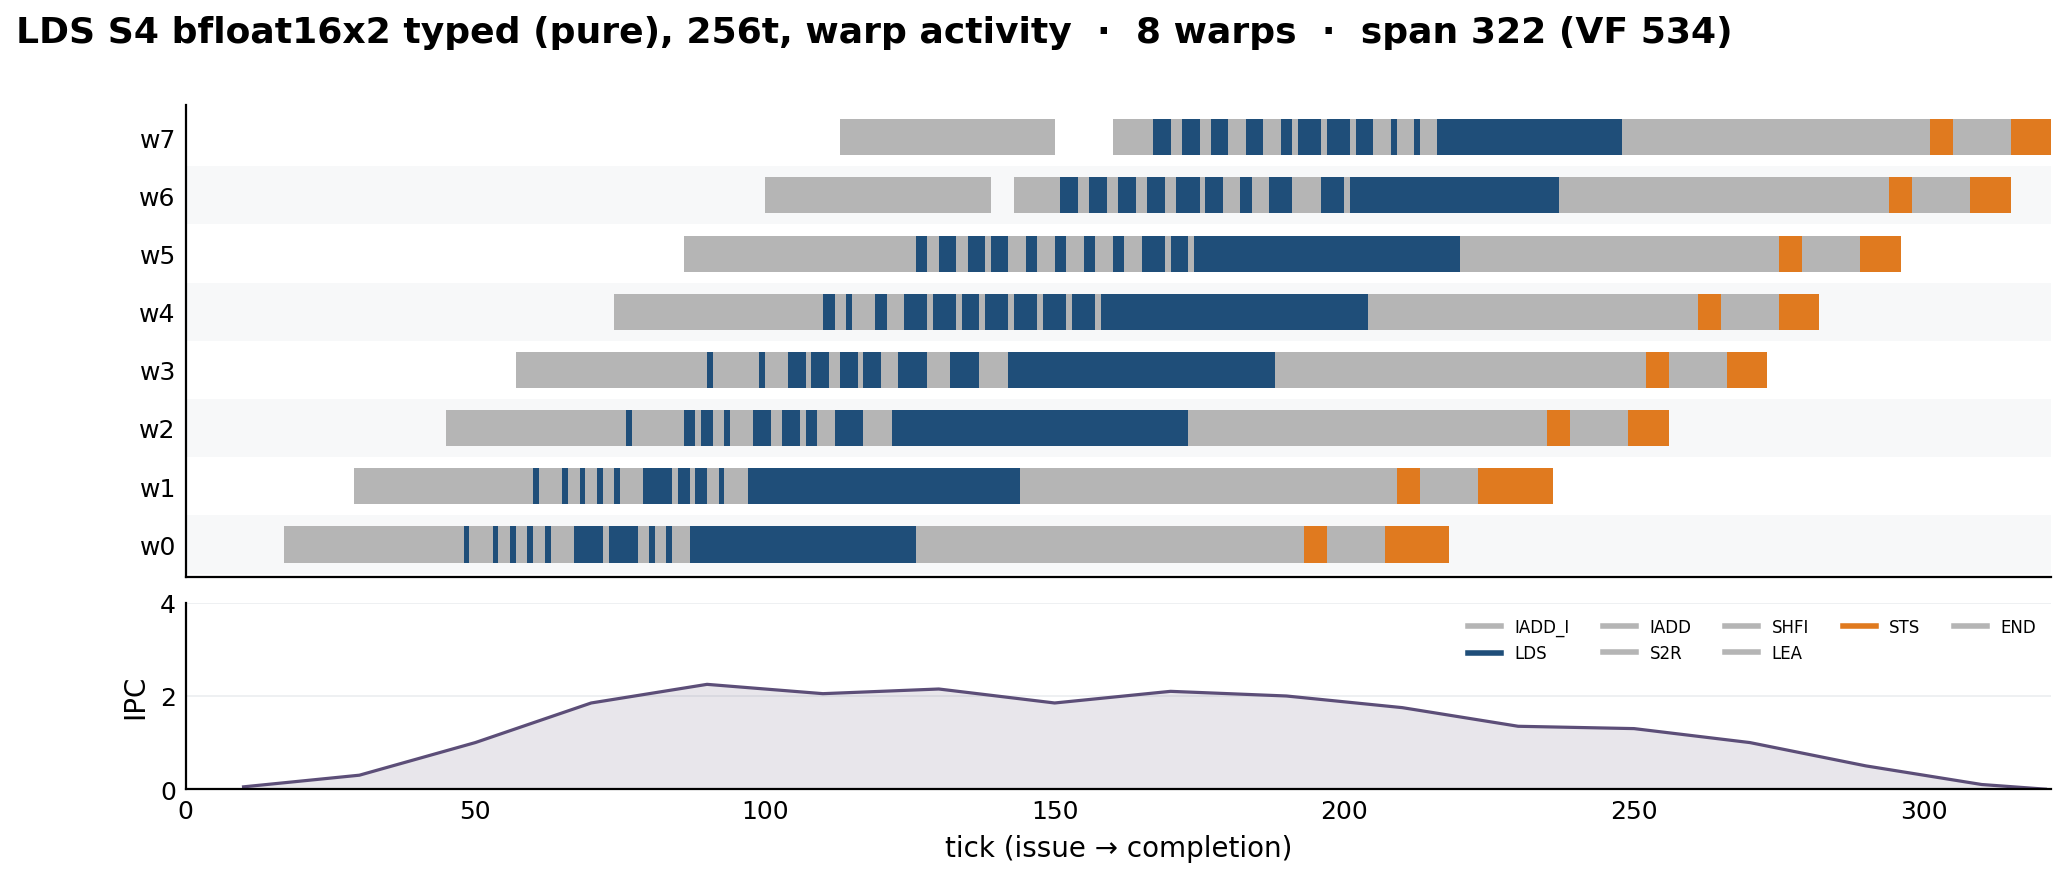 LDS S4 bfloat16x2 typed (pure), 256t, warp activity · 8 warps · span 322 (VF 534)
w7
w6
w5
w4
w3
w2
w1
w0
4
2
0
IPC
IADD_I IADD SHFI STS END
LDS S2R LEA
0 50 100 150 200 250 300
tick (issue → completion)